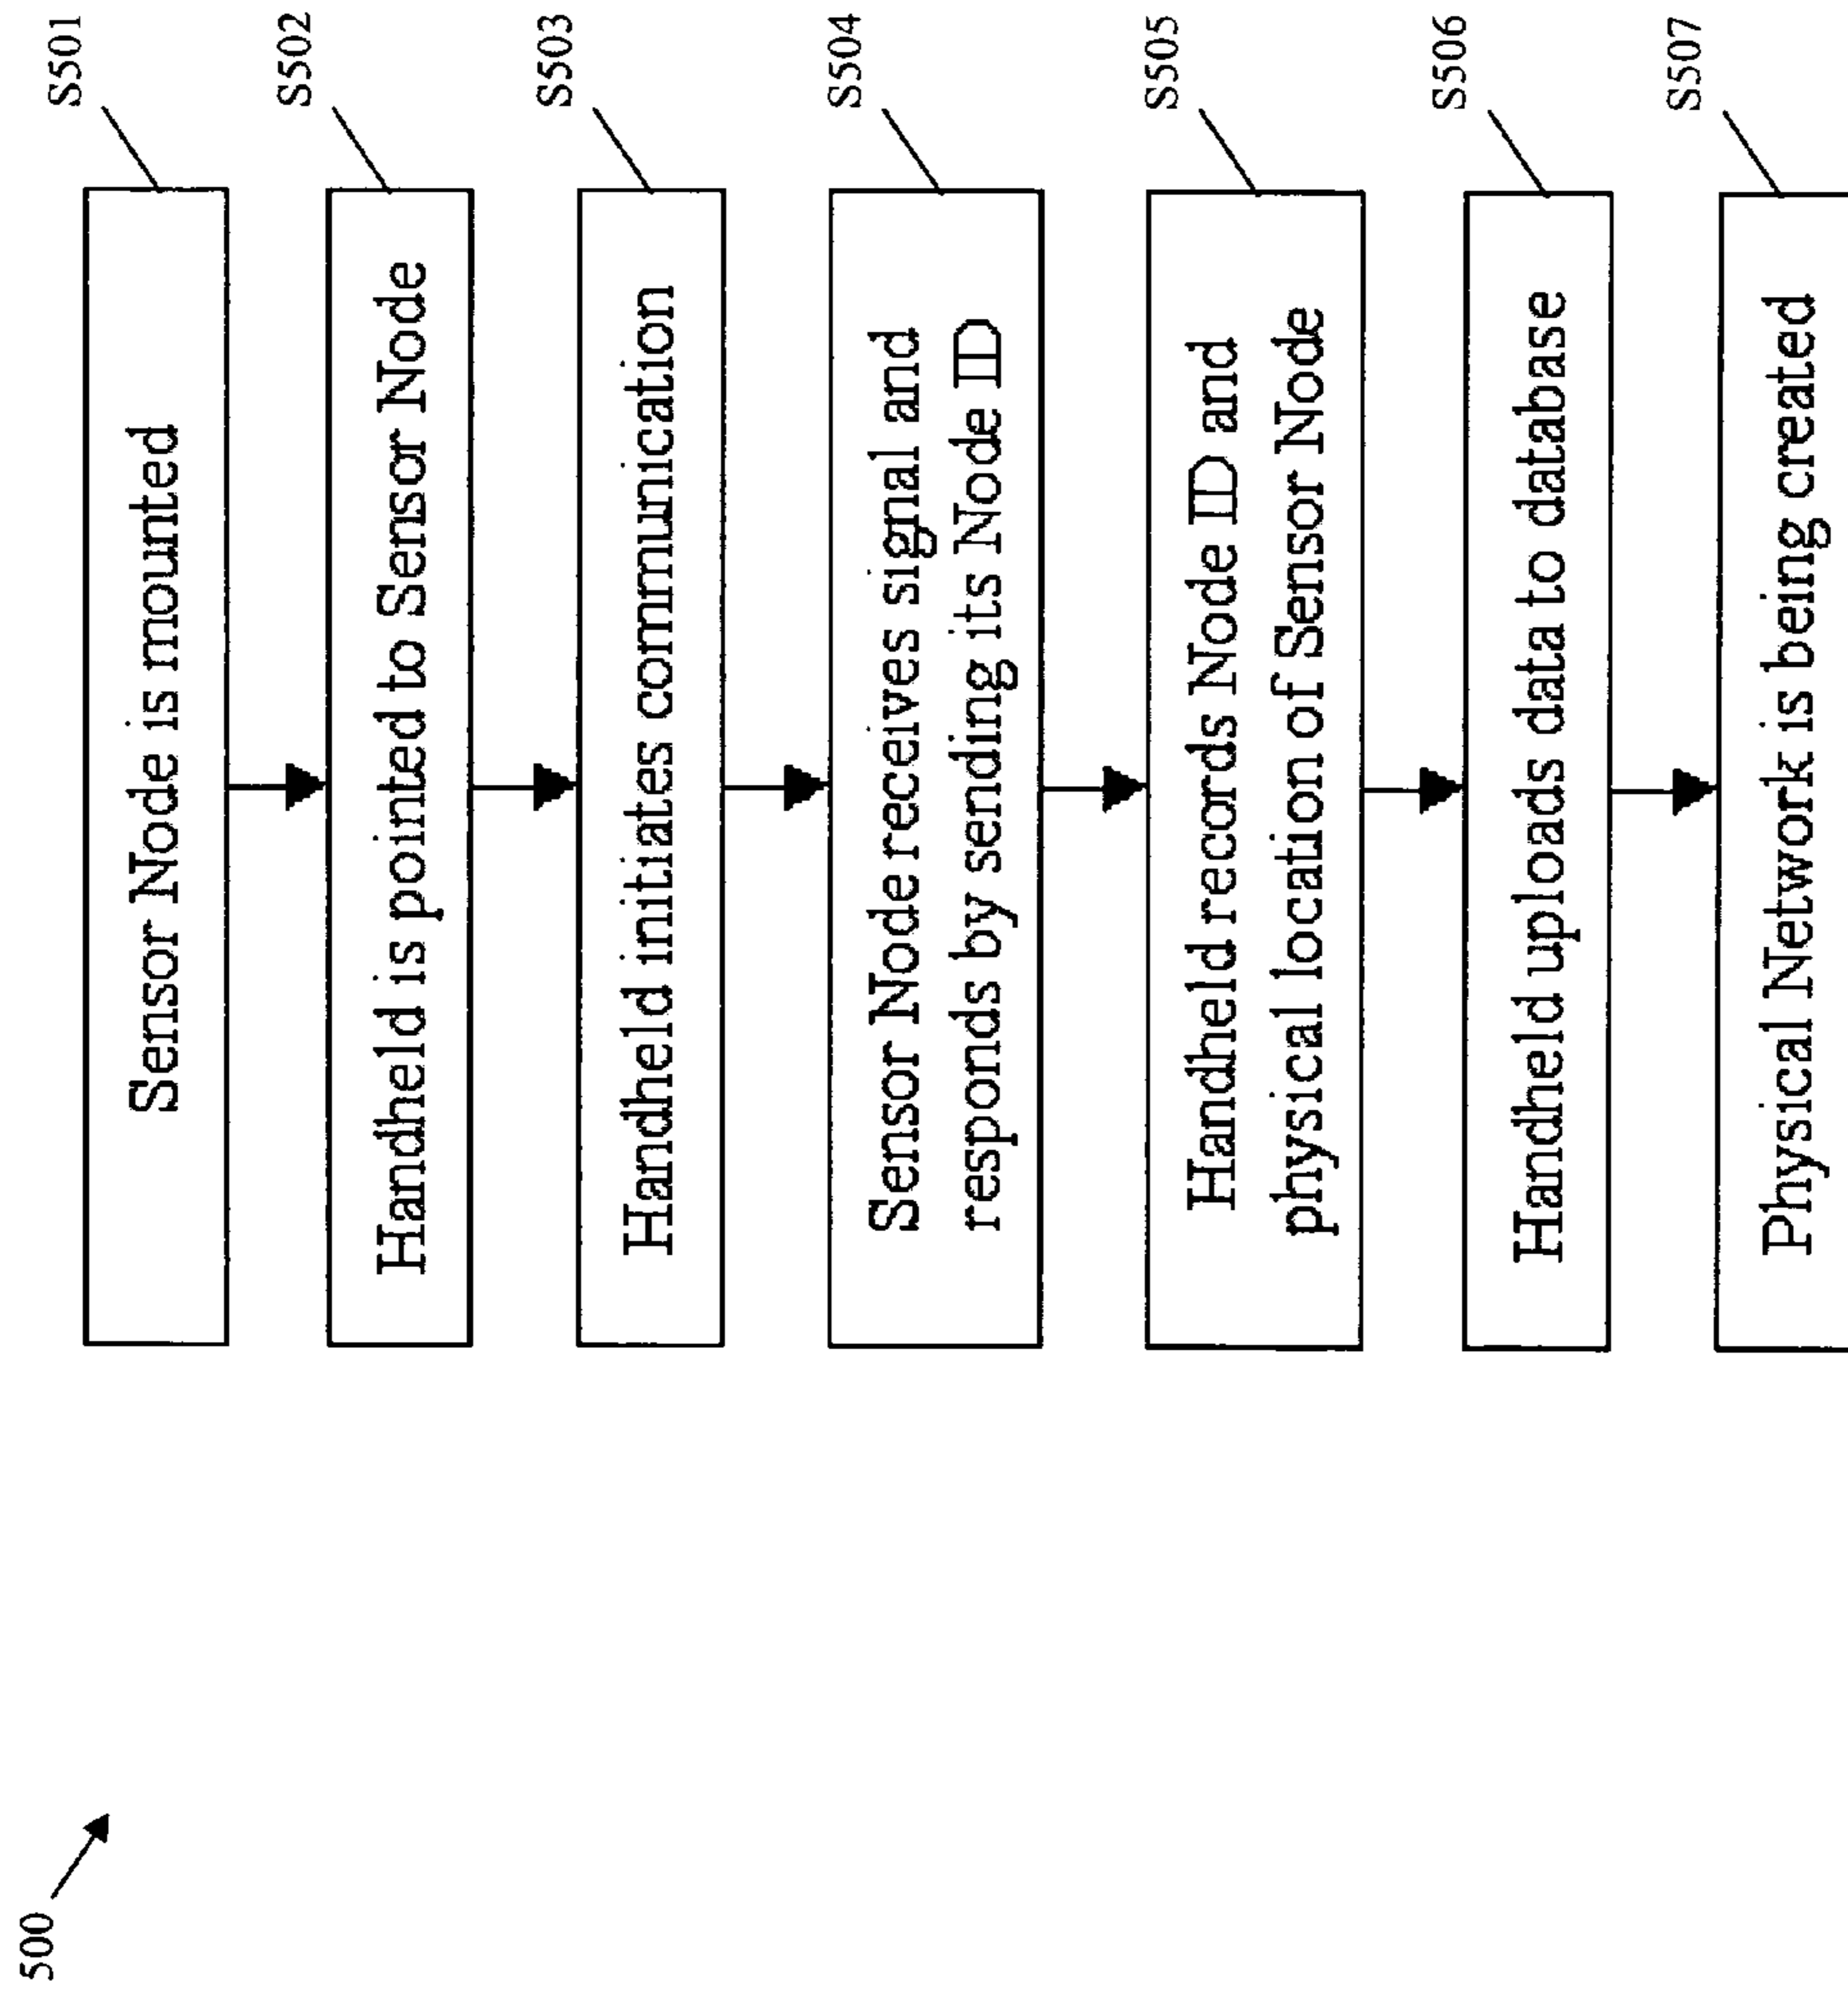 500
S501
Sensor Node is mounted
S502
Handheld is pointed to Sensor Node
S503
Handheld initiates communication
S504
Sensor Node receives signal and
responds by sending its Node ID
S505
Handheld records Node ID and
physical location of Sensor Node
S506
Handheld uploads data to database
S507
Physical Network is being created